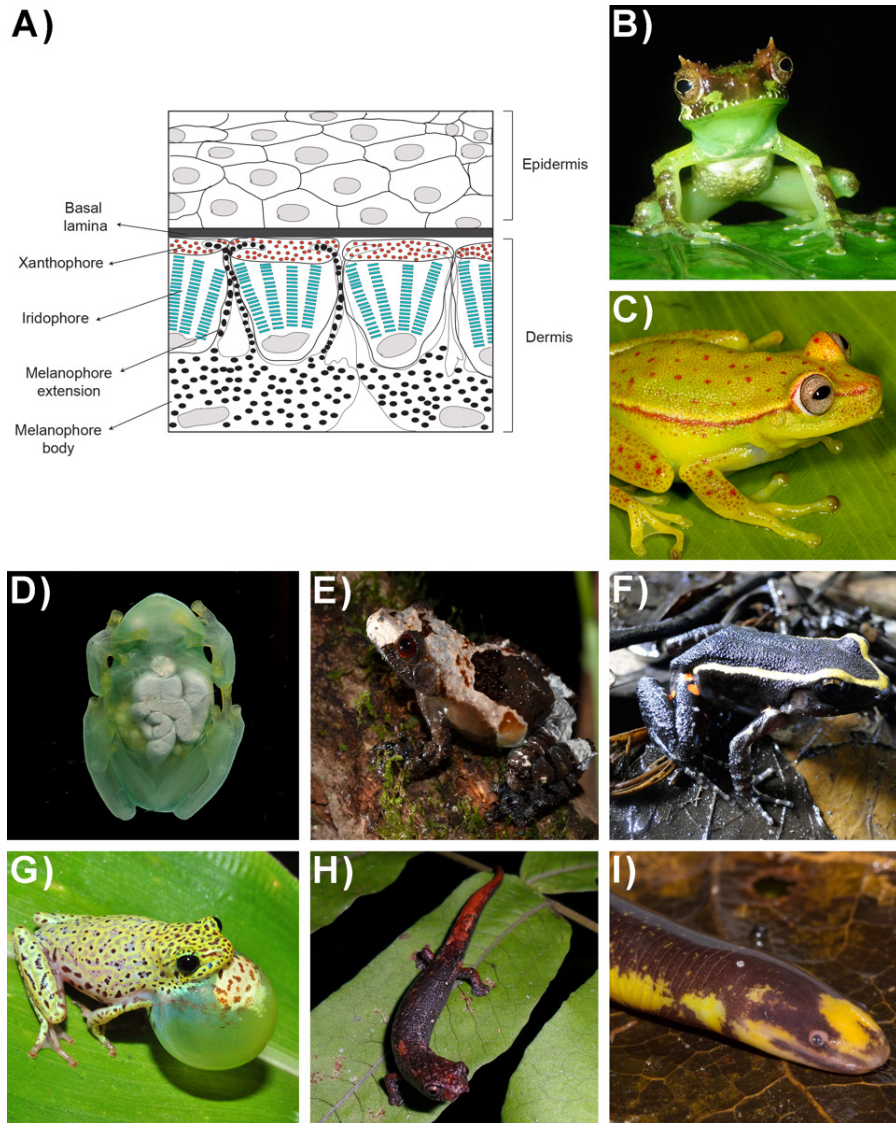 A)
B)
Epidermis
Basal
lamina
Xanthophore
Iridophore
Dermis
Melanophore
extension
Melanophore
body
C)
D)
E)
F)
G)
H)
I)